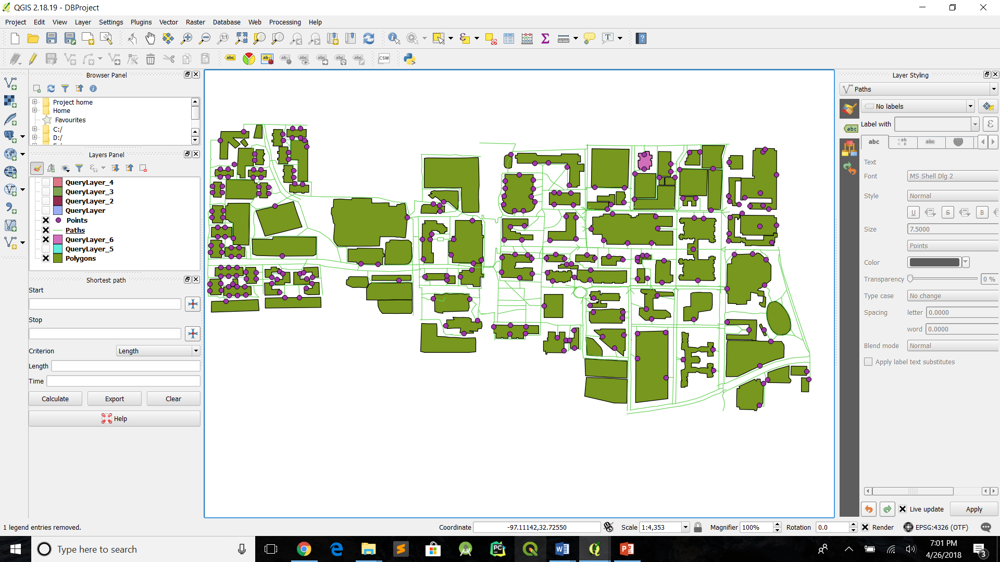 QGIS 2.18.19 - DBProject
Project Edit View Layer Settings Plugins Vector Raster Database Web Processing Help
abc CSW
Browser Panel
Project home
Home
Favourites
C:/
D:/
Layers Panel
QueryLayer_4
QueryLayer_3
QueryLayer_2
QueryLayer
Points
Paths
QueryLayer_6
QueryLayer_5
Polygons
Shortest path
Start
Stop
Criterion Length
Length
Time
Calculate Export Clear
Help
Layer Styling
Paths
No labels
abc
Label with
abc
Text
Font MS Shell Dlg 2
Style Normal
U S B
Size 7.5000
Points
Color
Transparency 0 %
Type case No change
Spacing letter 0.0000
word 0.0000
Blend mode Normal
Apply label text substitutes
Live update Apply
1 legend entries removed.
Coordinate -97.11142,32.72550 Scale 1:4,353 Magnifier 100% Rotation 0.0 Render EPSG:4326 (OTF)
Type here to search
7:01 PM
4/26/2018
3